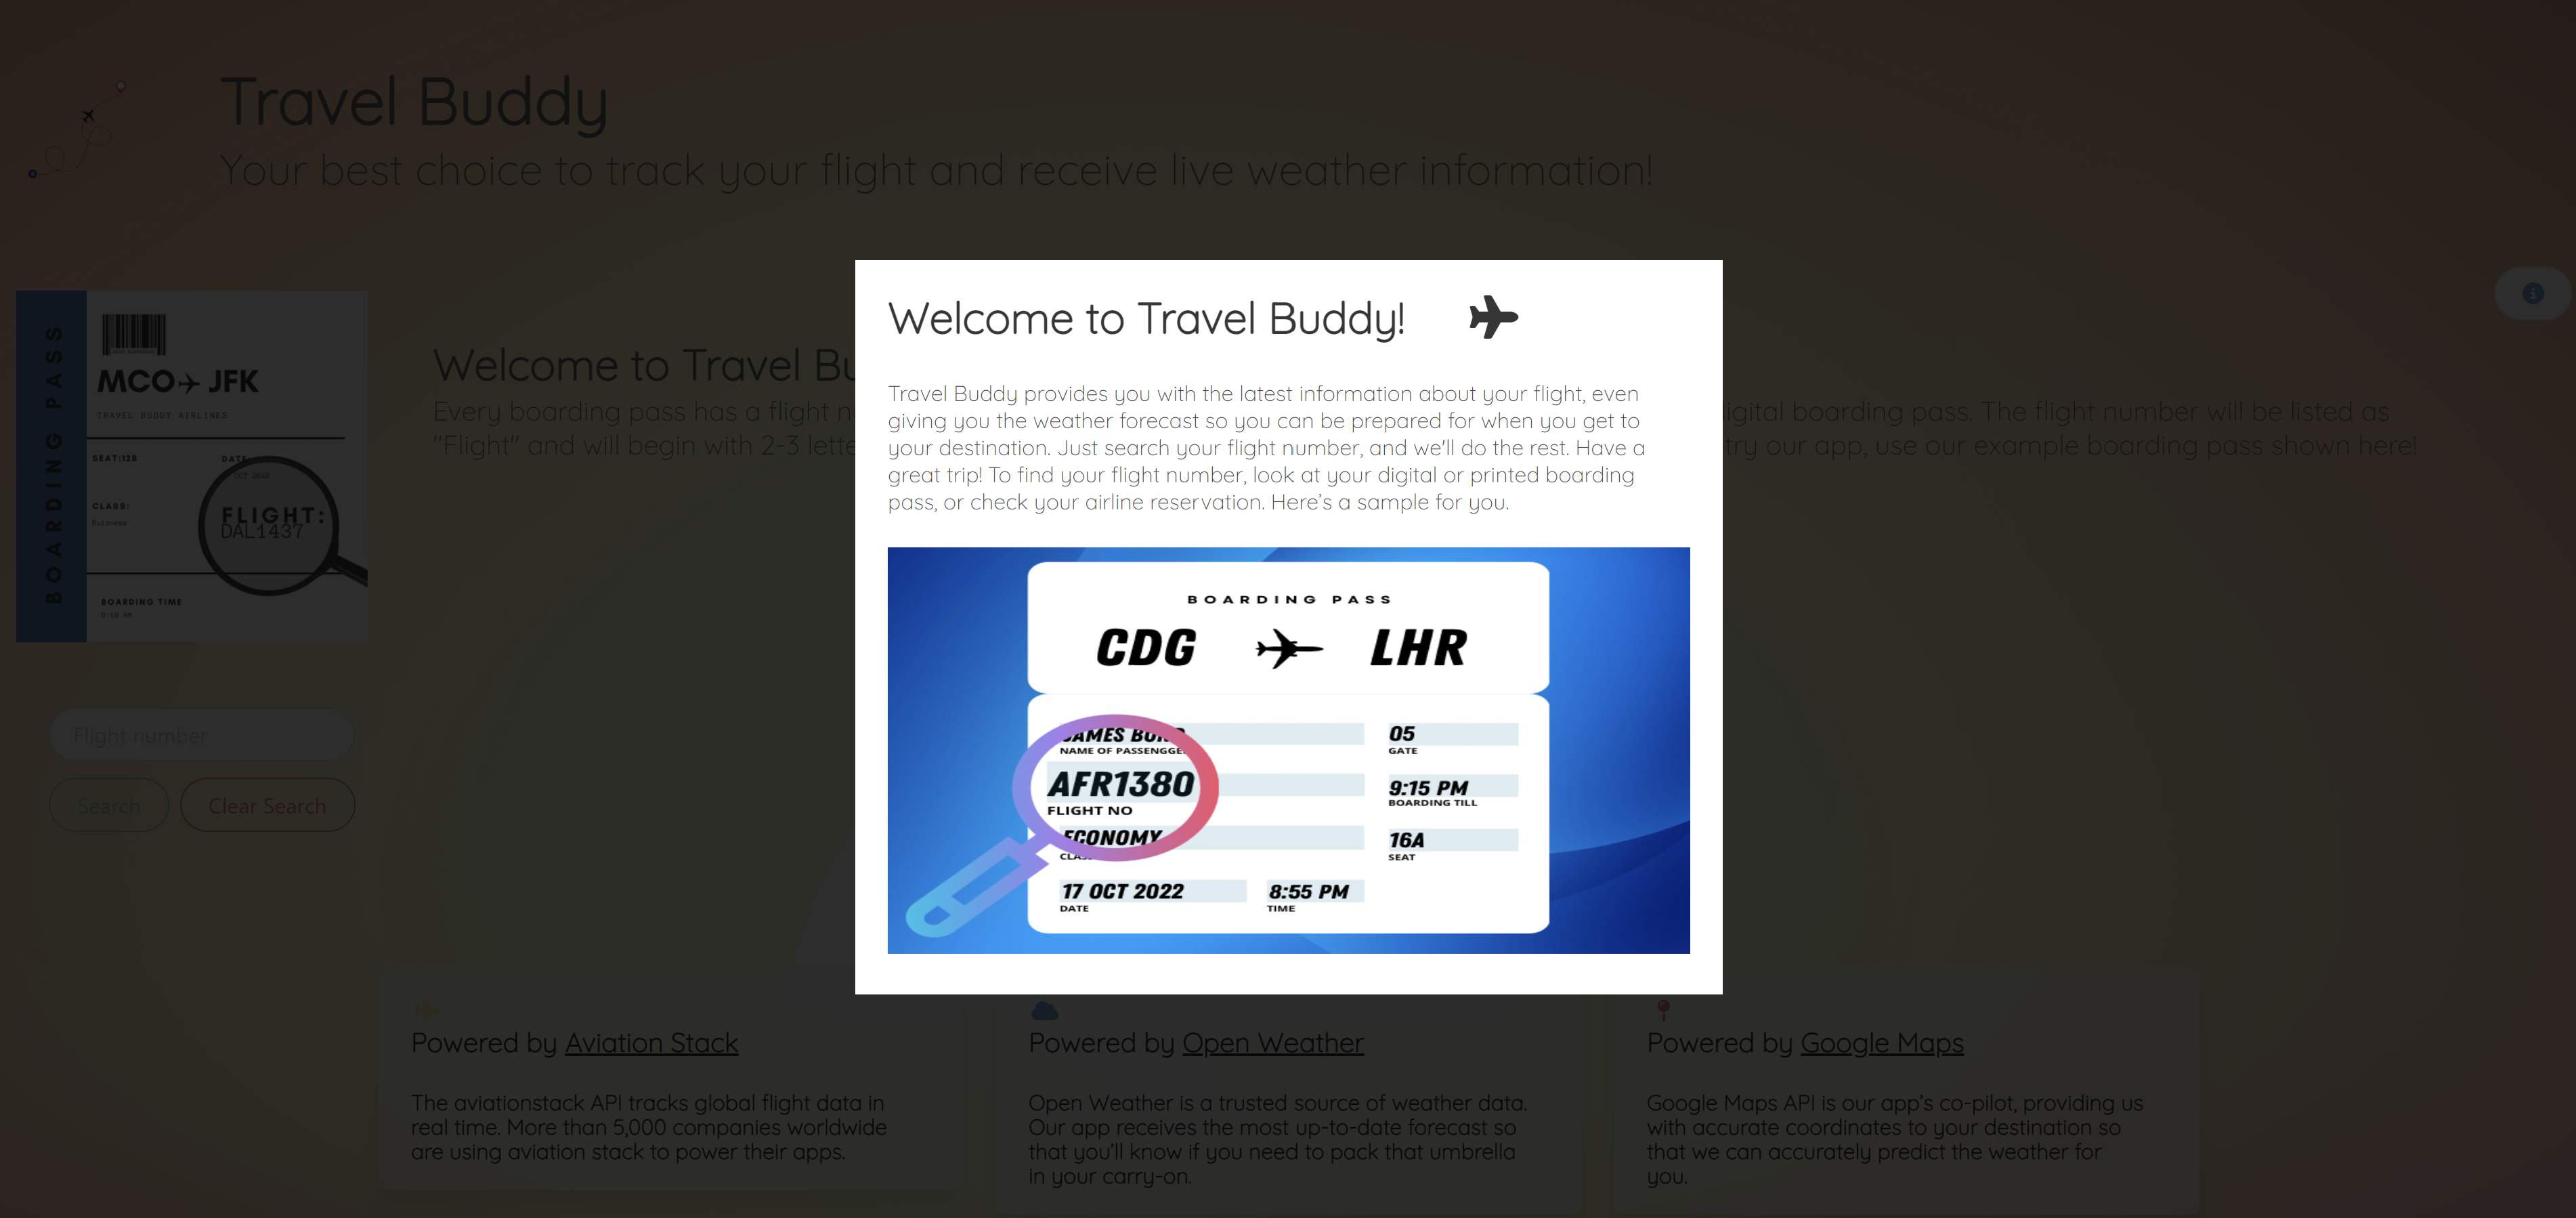 Travel Buddy
Your best choice to track your flight and receive live weather information!
BOARDING PASS
MCO JFK
TRAVEL BUDDY AIRLINES
SEAT:12B
DATE:
OCT 2022
CLASS:
FLIGHT:
DAL1437
BOARDING TIME
9:10 AM
Welcome to Travel Bu
Every boarding pass has a flight
"Flight" and will begin with 2-3
igital boarding pass. The flight number will be listed as
try our app, use our example boarding pass shown here!
Flight number
Search Clear Search
Welcome to Travel Buddy!
Travel Buddy provides you with the latest information about your flight, even
giving you the weather forecast so you can be prepared for when you get to
your destination. Just search your flight number, and we'll do the rest. Have a
great trip! To find your flight number, look at your digital or printed boarding
pass, or check your airline reservation. Here's a sample for you.
BOARDING PASS
CDG LHR
JAMES BOND
NAME OF PASSENGGE
AFR1380
FLIGHT NO
ECONOMY
CLA
17 OCT 2022
DATE
8:55 PM
TIME
05
GATE
9:15 PM
BOARDING TILL
16A
SEAT
Powered by Aviation Stack
The aviationstack API tracks global flight data in
real time. More than 5,000 companies worldwide
are using aviation stack to power their apps.
Powered by Open Weather
Open Weather is a trusted source of weather data.
Our app receives the most up-to-date forecast so
that you'll know if you need to pack that umbrella
in your carry-on.
Powered by Google Maps
Google Maps API is our app's co-pilot, providing us
with accurate coordinates to your destination so
that we can accurately predict the weather for
you.